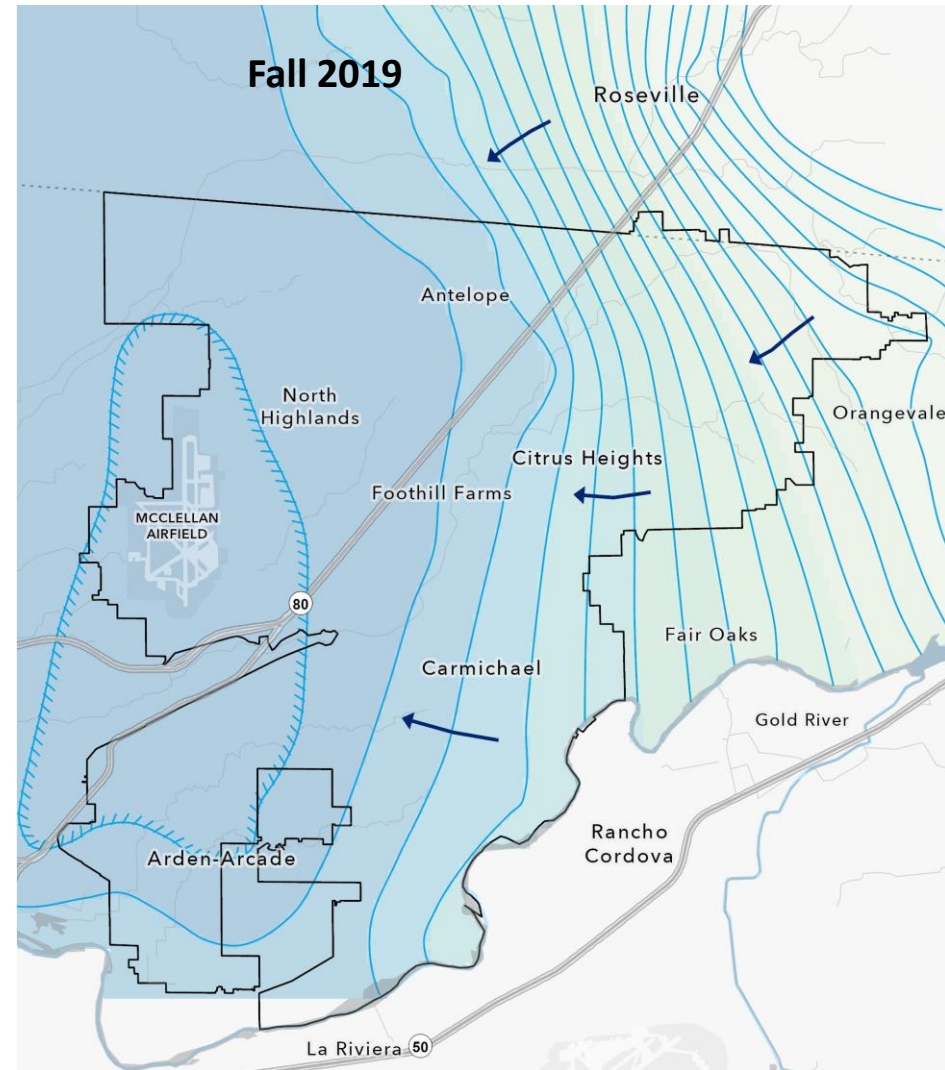 Fall 2019
Roseville
Antelope
North
Highlands
Orangevale
Citrus Heights
Foothill Farms
MCCLELLAN
AIRFIELD
80
Fair Oaks
Carmichael
Gold River
Rancho
Cordova
Arden-Arcade
La Riviera
50